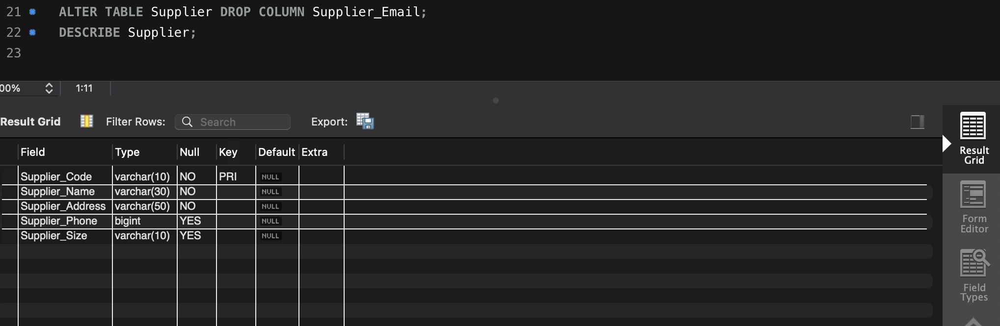 21 ALTER TABLE Supplier DROP COLUMN Supplier_Email;
22 DESCRIBE Supplier;
23
00% 1:11
Result Grid Filter Rows: Search Export:
Field Type Null Key Default Extra
Supplier_Code varchar(10) NO PRI NULL
Supplier_Name varchar(30) NO NULL
Supplier_Address varchar(50) NO NULL
Supplier_Phone bigint YES NULL
Supplier_Size varchar(10) YES NULL
Result
Grid
Form
Editor
Field
Types